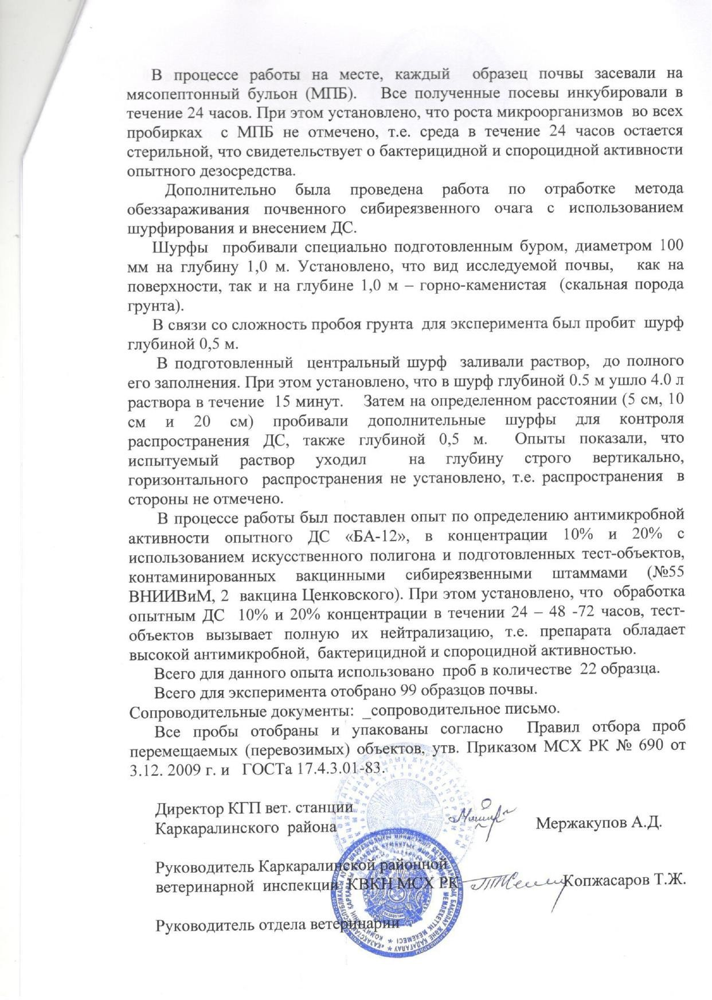 В процессе работы на месте, каждый образец почвы засевали на
мясопептонный бульон (МПБ). Все полученные посевы инкубировали в
течение 24 часов. При этом установлено, что роста микроорганизмов во всех
пробирках с МПБ не отмечено, т.е. среда в течение 24 часов остается
стерильной, что свидетельствует о бактерицидной и спороцидной активности
опытного дезосредства.
Дополнительно была проведена работа по отработке метода
обеззараживания почвенного сибиреязвенного очага с использованием
шурфирования и внесением ДС.
Шурфы пробивали специально подготовленным буром, диаметром 100
мм на глубину 1,0 м. Установлено, что вид исследуемой почвы, как на
поверхности, так и на глубине 1,0 м – горно-каменистая (скальная порода
грунта).
В связи со сложность пробоя грунта для эксперимента был пробит шурф
глубиной 0,5 м.
В подготовленный центральный шурф заливали раствор, до полного
его заполнения. При этом установлено, что в шурф глубиной 0.5 м ушло 4.0 л
раствора в течение 15 минут. Затем на определенном расстоянии (5 см, 10
см и 20 см) пробивали дополнительные шурфы для контроля
распространения ДС, также глубиной 0,5 м. Опыты показали, что
испытуемый раствор уходил на глубину строго вертикально,
горизонтального распространения не установлено, т.е. распространения в
стороны не отмечено.
В процессе работы был поставлен опыт по определению антимикробной
активности опытного ДС «БА-12», в концентрации 10% и 20% с
использованием искусственного полигона и подготовленных тест-объектов,
контаминированных вакцинными сибиреязвенными штаммами (№55
ВНИИВиМ, 2 вакцина Ценковского). При этом установлено, что обработка
опытным ДС 10% и 20% концентрации в течении 24 – 48 -72 часов, тест-
объектов вызывает полную их нейтрализацию, т.е. препарата обладает
высокой антимикробной, бактерицидной и спороцидной активностью.
Всего для данного опыта использовано проб в количестве 22 образца.
Всего для эксперимента отобрано 99 образцов почвы.
Сопроводительные документы: _сопроводительное письмо.
Все пробы отобраны и упакованы согласно Правил отбора проб
перемещаемых (перевозимых) объектов, утв. Приказом МСХ РК № 690 от
3.12. 2009 г. и ГОСТа 17.4.3.01-83.
Директор КГП вет. станции
Каркаралинского района Мержакупов А.Д.
Руководитель Каркаралинской районной
ветеринарной инспекции КВКН МСХ РК Копжасаров Т.Ж.
Руководитель отдела ветеринарии